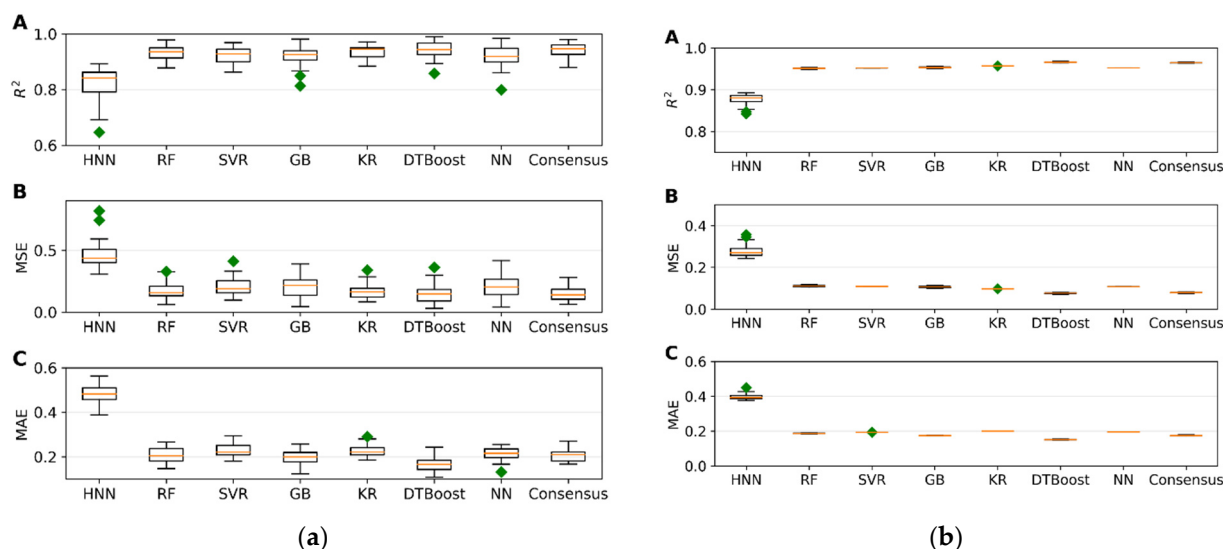 A
1.0
0.8
0.6
R²
HNN RF SVR GB KR DTBoost NN Consensus
B
0.5
0.0
MSE
HNN RF SVR GB KR DTBoost NN Consensus
C
0.6
0.4
0.2
MAE
HNN RF SVR GB KR DTBoost NN Consensus
(a)
A
1.0
0.9
0.8
R²
HNN RF SVR GB KR DTBoost NN Consensus
B
0.4
0.2
0.0
MSE
HNN RF SVR GB KR DTBoost NN Consensus
C
0.6
0.4
0.2
0.0
MAE
HNN RF SVR GB KR DTBoost NN Consensus
(b)